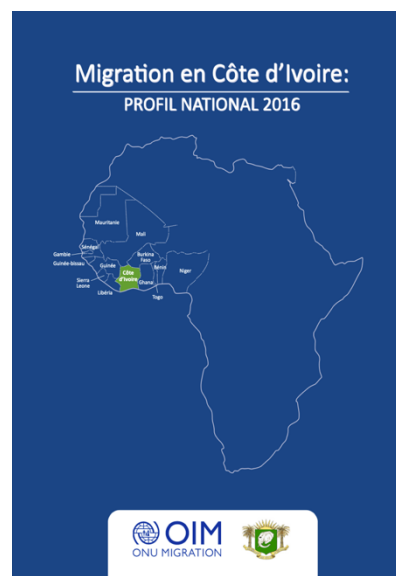 Migration en Côte d'Ivoire:
PROFIL NATIONAL 2016
Mauritanie
Mali
Sénégal
Gambie
Guinée-bissau
Guinée
Burkina
Faso
Bénin
Niger
Côte
d'Ivoire
Ghana
Sierra
Leone
Libéria
Togo
OIM
ONU MIGRATION